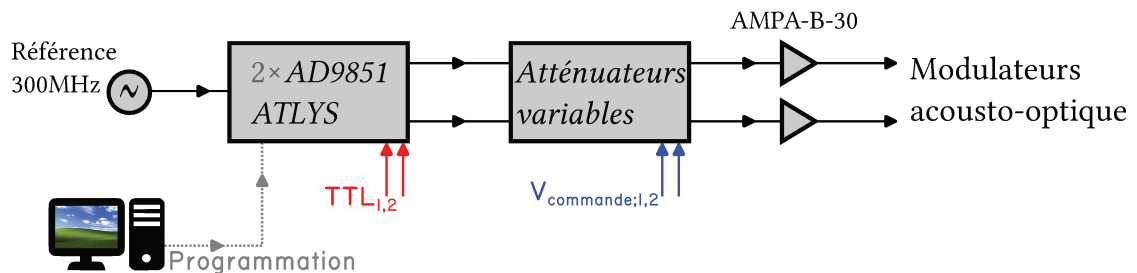 AMPA-B-30
Référence
300MHz
2× AD9851
ATLYS
Atténuateurs
variables
Modulateurs
acousto-optique
TTL1,2
Vcommande;1,2
Programmation